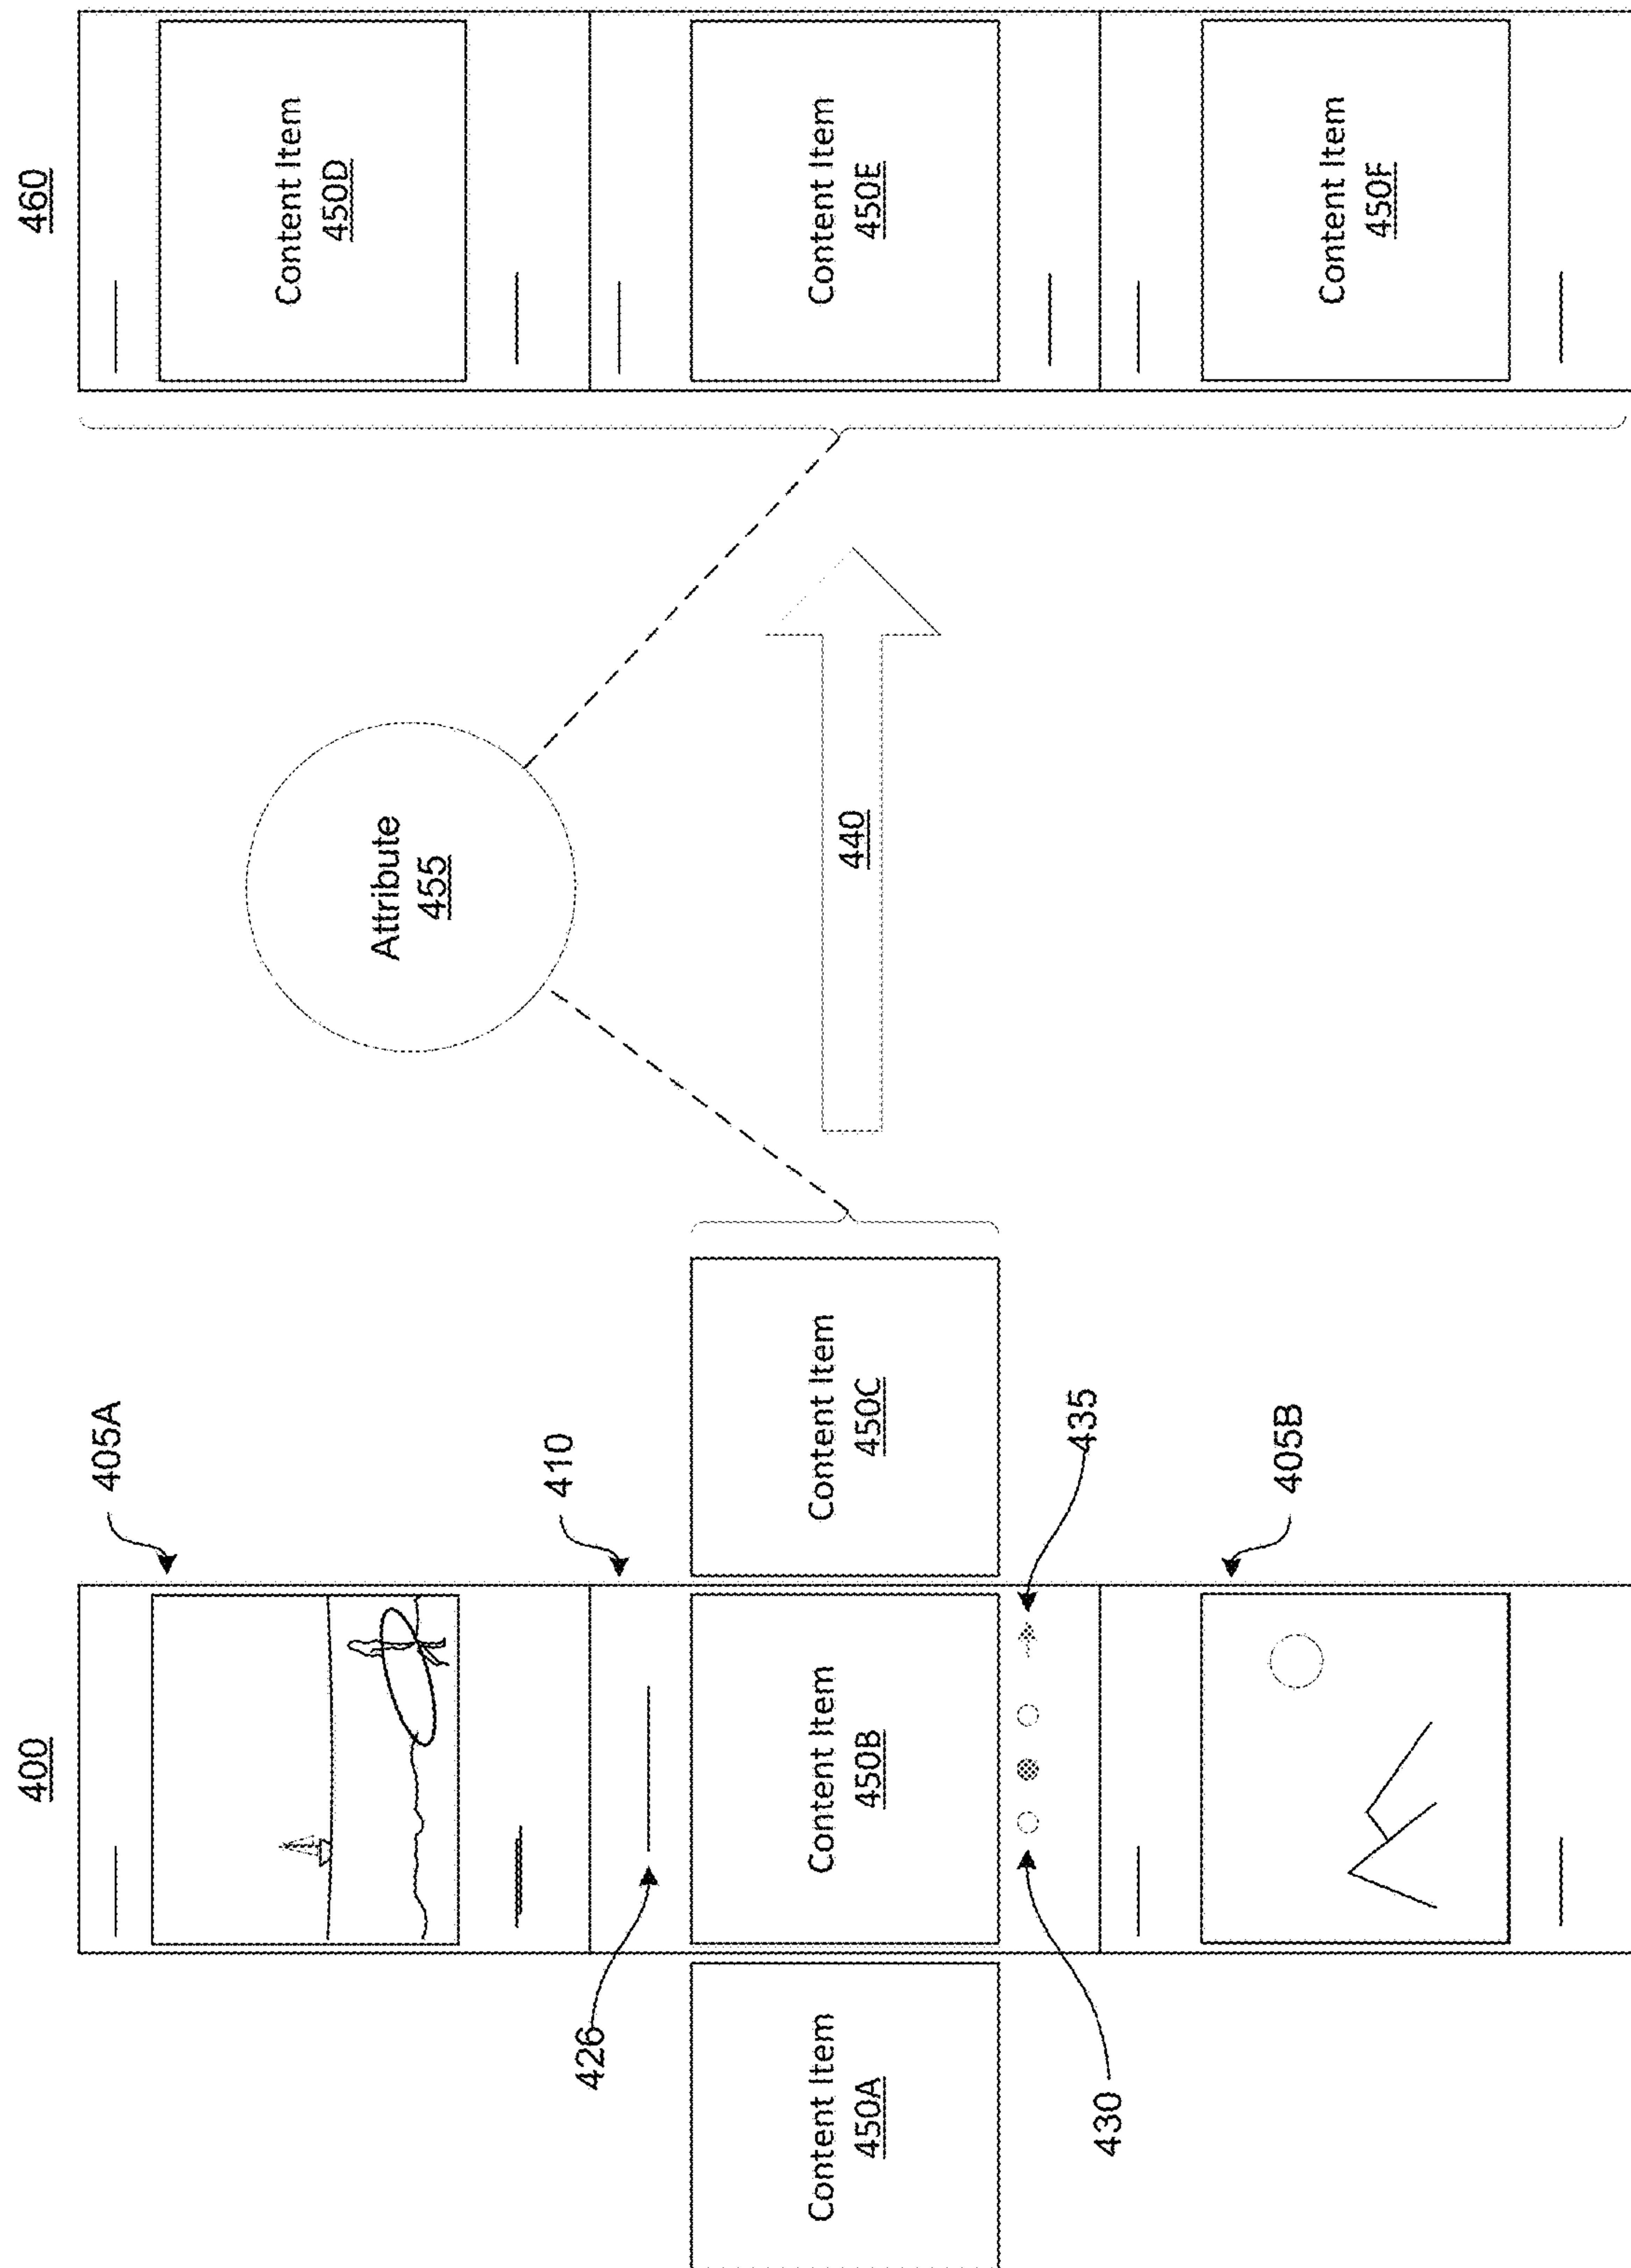 400
405A
410
426
Content Item
450A
Content Item
450B
Content Item
450C
430
435
405B
Attribute
455
440
460
Content Item
450D
Content Item
450E
Content Item
450F